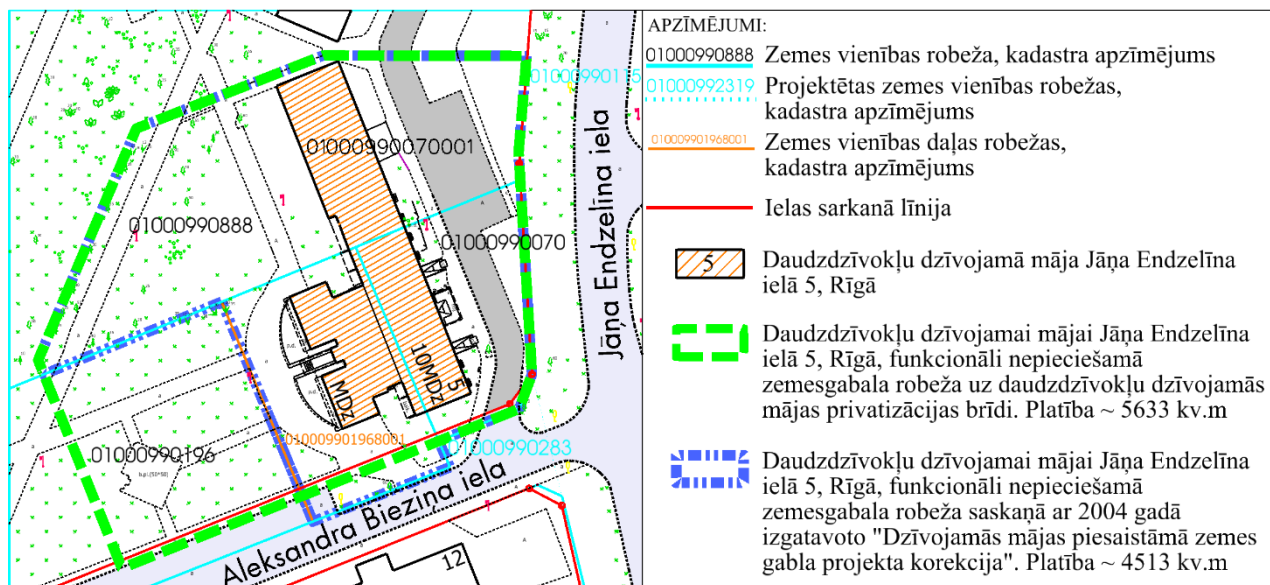 01000990115
01000990070001
01000990888
01000990070
Jāņa Endzelīna iela
10MDz
5
MDz
010009901968001
01000990283
01000990196
Aleksandra Biezina iela
12
APZĪMĒJUMI:
01000990888 Zemes vienības robeža, kadastra apzīmējums
01000992319 Projektētas zemes vienības robežas,
kadastra apzīmējums
010009901968001 Zemes vienības daļas robežas,
kadastra apzīmējums
Ielas sarkanā līnija
5 Daudzdzīvokļu dzīvojamā māja Jāņa Endzelīna
ielā 5, Rīgā
Daudzdzīvokļu dzīvojamai mājai Jāņa Endzelīna
ielā 5, Rīgā, funkcionāli nepieciešamā
zemesgabala robeža uz daudzdzīvokļu dzīvojamās
mājas privatizācijas brīdi. Platība ~ 5633 kv.m
Daudzdzīvokļu dzīvojamai mājai Jāņa Endzelīna
ielā 5, Rīgā, funkcionāli nepieciešamā
zemesgabala robeža saskaņā ar 2004 gadā
izgatavoto "Dzīvojamās mājas piesaistāmā zemes
gabla projekta korekcija". Platība ~ 4513 kv.m